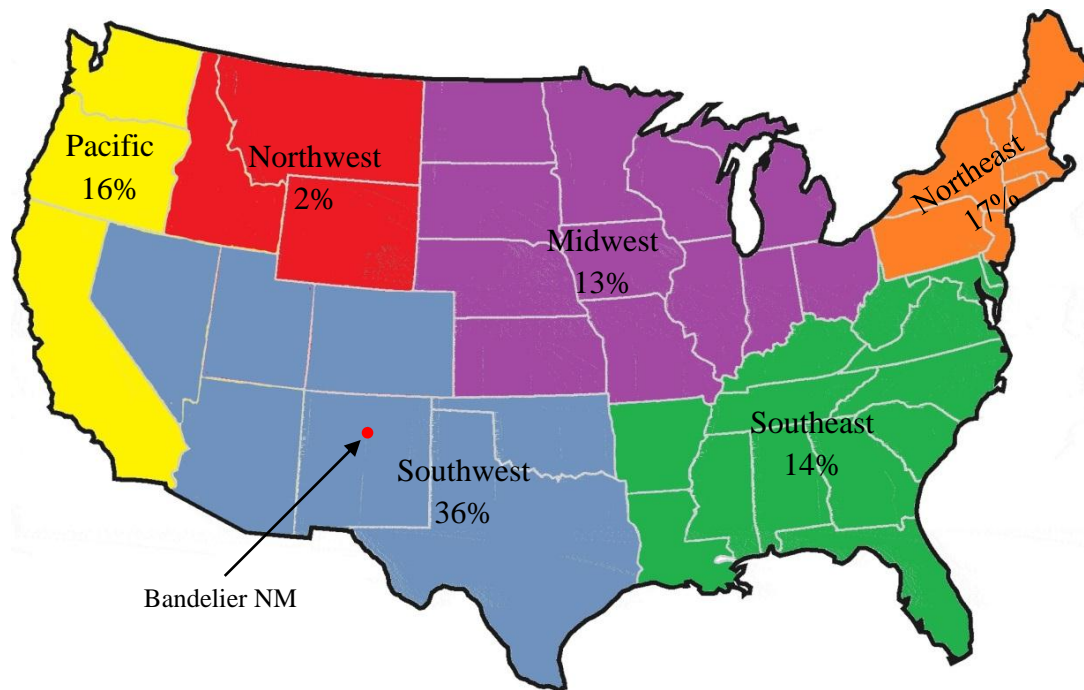 Pacific
16%
Northwest
2%
Midwest
13%
Northeast
17%
Southeast
14%
Southwest
36%
Bandelier NM